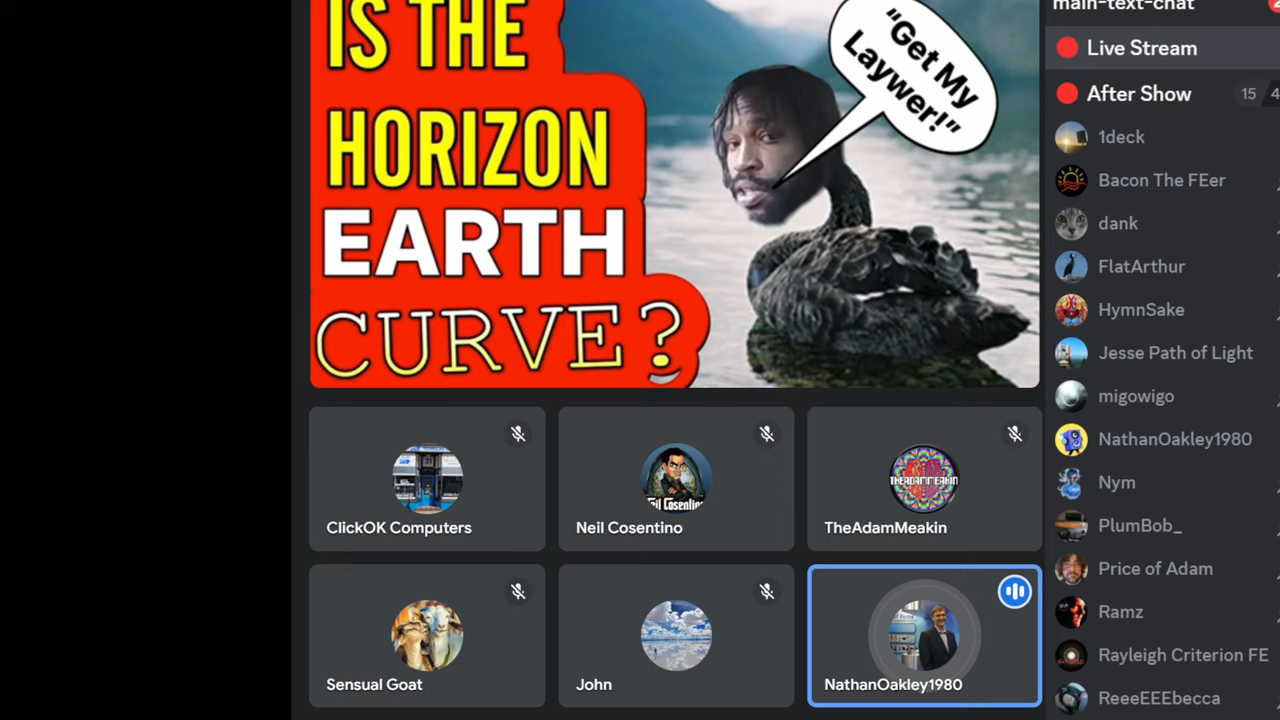 IS THE
HORIZON
EARTH
CURVE?
"Get My
Laywer!"
ClickOK Computers
Neil Cosentino
TheAdamMeakin
THEADAMMEAKIN
Sensual Goat
John
NathanOakley1980
main-text-chat
Live Stream
After Show
15
1deck
Bacon The FEer
dank
FlatArthur
HymnSake
Jesse Path of Light
migowigo
NathanOakley1980
Nym
PlumBob_
Price of Adam
Ramz
Rayleigh Criterion FE
ReeeEEEbecca